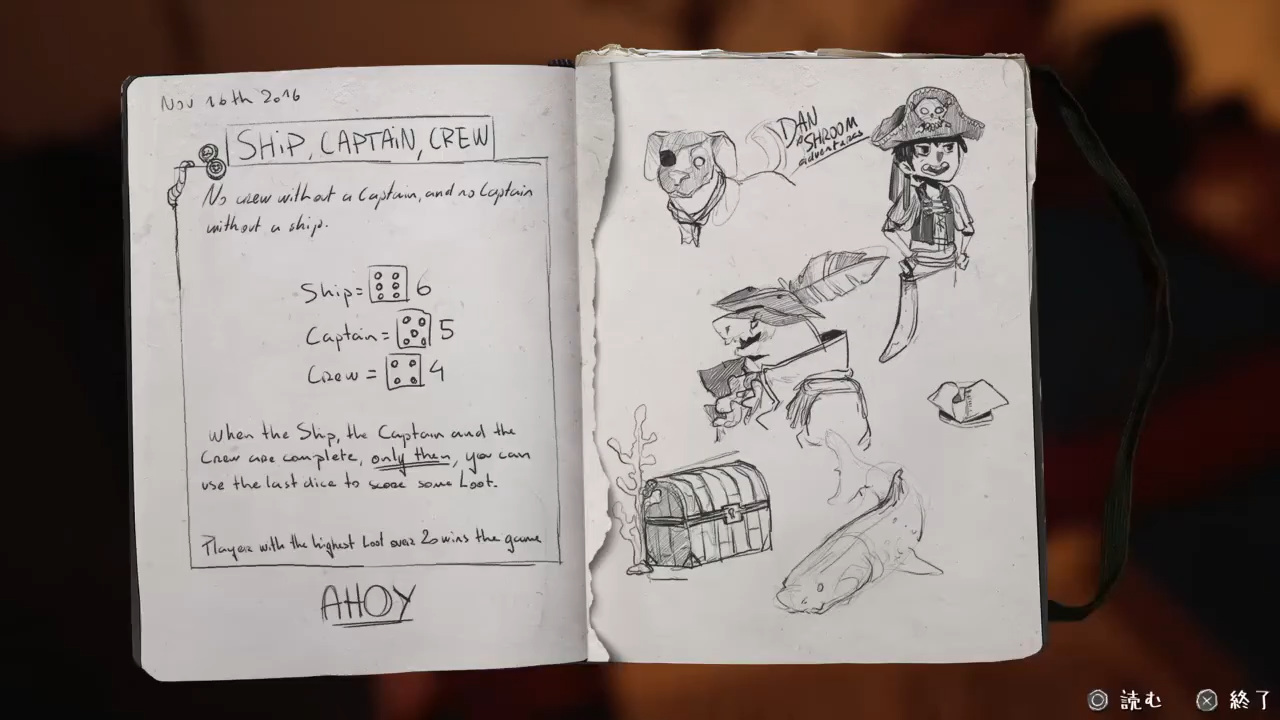 Nov 16th 2016
SHIP, CAPTAIN, CREW
No crew without a Captain, and no Captain
without a ship.
Ship = 6
Captain = 5
Crew = 4
When the Ship, the Captain and the
Crew are complete, only then, you can
use the last dice to score some Loot.
Player with the highest Loot over 20 wins the game
AHOY
DAN
& SHROOM
adventures
読む
終了